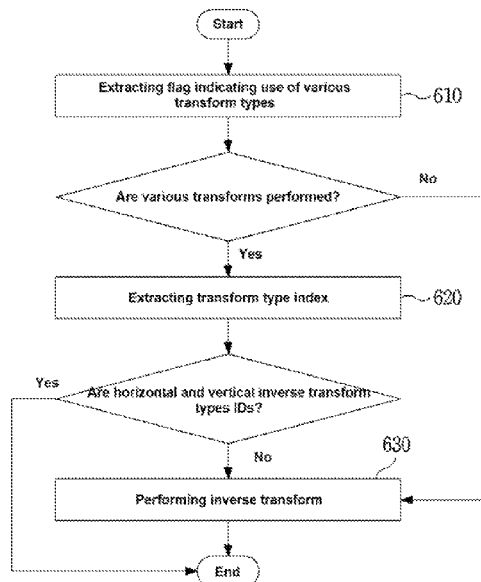 Start
Extracting flag indicating use of various
transform types
610
Are various transforms performed?
No
Yes
Extracting transform type index
620
Yes
Are horizontal and vertical inverse transform
types IDs?
No
630
Performing inverse transform
End